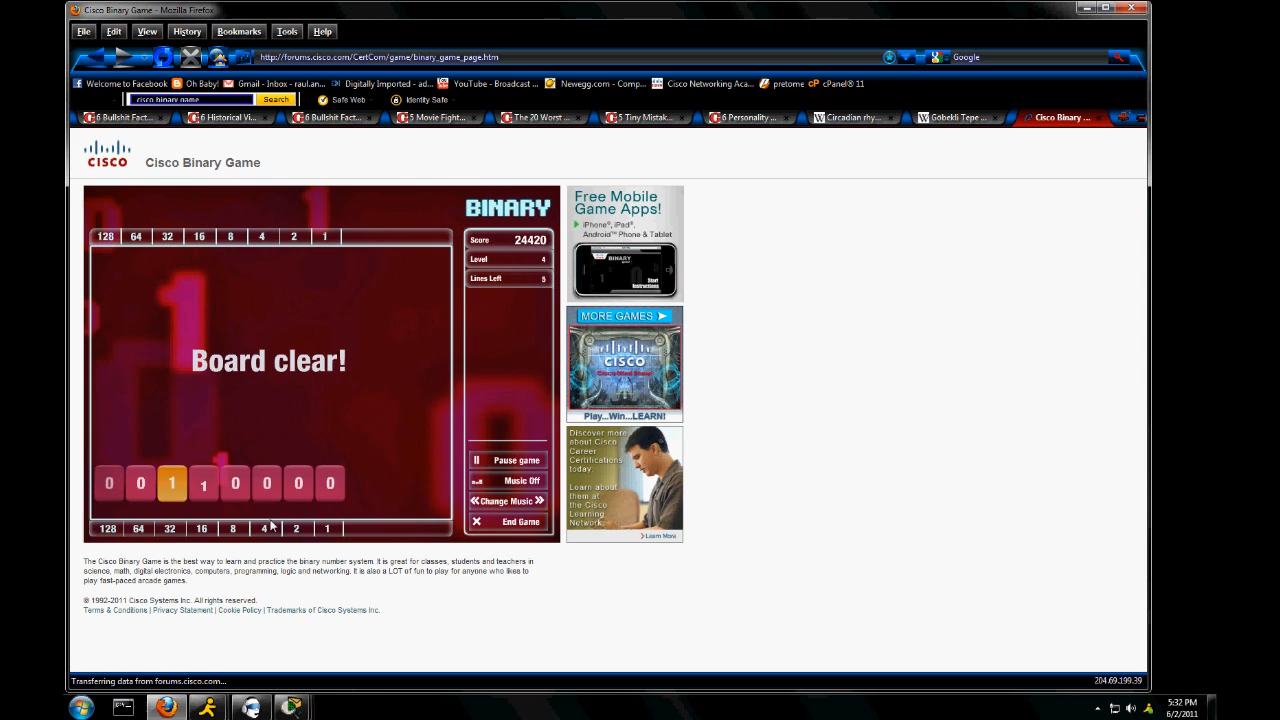 Cisco Binary Game - Mozilla Firefox
File Edit View History Bookmarks Tools Help
http://forums.cisco.com/CertCom/game/binary_game_page.htm
Google
Welcome to Facebook Oh Baby! Gmail - Inbox - raul.an... Digitally Imported - ad... YouTube - Broadcast ... Newegg.com - Comp... Cisco Networking Aca... pretome cPanel® 11
cisco binary game Search Safe Web Identity Safe
6 Bullshit Fact... 6 Historical Vi... 6 Bullshit Fact... 5 Movie Fight... The 20 Worst ... 5 Tiny Mistak... 6 Personality ... Circadian rhy... Göbekli Tepe ... Cisco Binary ...
CISCO Cisco Binary Game
BINARY
128 64 32 16 8 4 2 1
Score 24420
Level 4
Lines Left 5
Board clear!
0 0 1 1 0 0 0 0
128 64 32 16 8 4 2 1
Pause game
Music Off
Change Music
End Game
Free Mobile
Game Apps!
iPhone®, iPad®,
Android™ Phone & Tablet
BINARY
Start
Instructions
MORE GAMES
CISCO
Play...Win...LEARN!
Discover more
about Cisco
Career
Certifications
today.
Learn about
them at the
Cisco
Learning
Network.
Learn More
The Cisco Binary Game is the best way to learn and practice the binary number system. It is great for classes, students and teachers in
science, math, digital electronics, computers, programming, logic and networking. It is also a LOT of fun to play for anyone who likes to
play fast-paced arcade games.
© 1992-2011 Cisco Systems Inc. All rights reserved.
Terms & Conditions | Privacy Statement | Cookie Policy | Trademarks of Cisco Systems Inc.
Transferring data from forums.cisco.com...
204.69.199.39
5:32 PM
6/2/2011